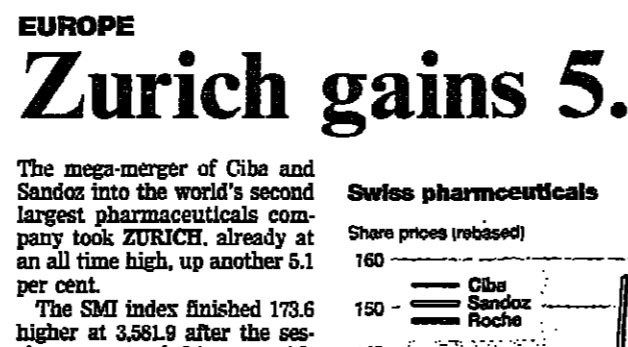 EUROPE
Zurich gains 5.
The mega-merger of Ciba and
Sandoz into the world's second
largest pharmaceuticals com-
pany took ZURICH, already at
an all time high, up another 5.1
per cent.
The SMI index finished 173.6
higher at 3,581.9 after the ses-
Swiss pharmceuticals
Share prices (rebased)
160
Ciba
150
Sandoz
Roche